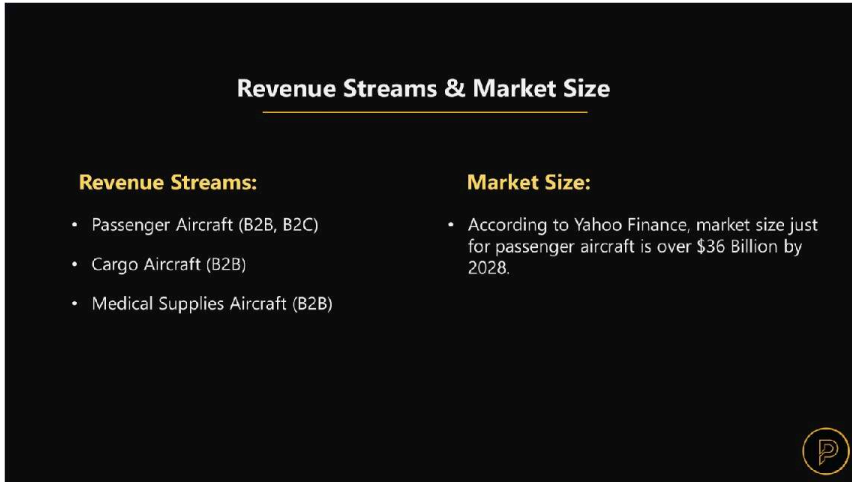 Revenue Streams & Market Size
Revenue Streams:
• Passenger Aircraft (B2B, B2C)
• Cargo Aircraft (B2B)
• Medical Supplies Aircraft (B2B)
Market Size:
• According to Yahoo Finance, market size just
for passenger aircraft is over $36 Billion by
2028.
P